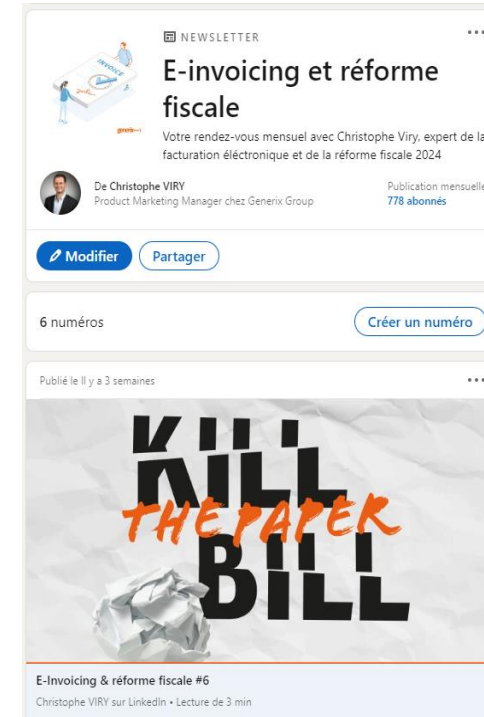 NEWSLETTER
E-invoicing et réforme
fiscale
Votre rendez-vous mensuel avec Christophe Viry, expert de la
facturation éléctronique et de la réforme fiscale 2024
De Christophe VIRY
Product Marketing Manager chez Generix Group
Publication mensuelle
778 abonnés
Modifier
Partager
6 numéros
Créer un numéro
Publié le Il y a 3 semaines
KILL
THE PAPER
BILL
E-Invoicing & réforme fiscale #6
Christophe VIRY sur LinkedIn • Lecture de 3 min